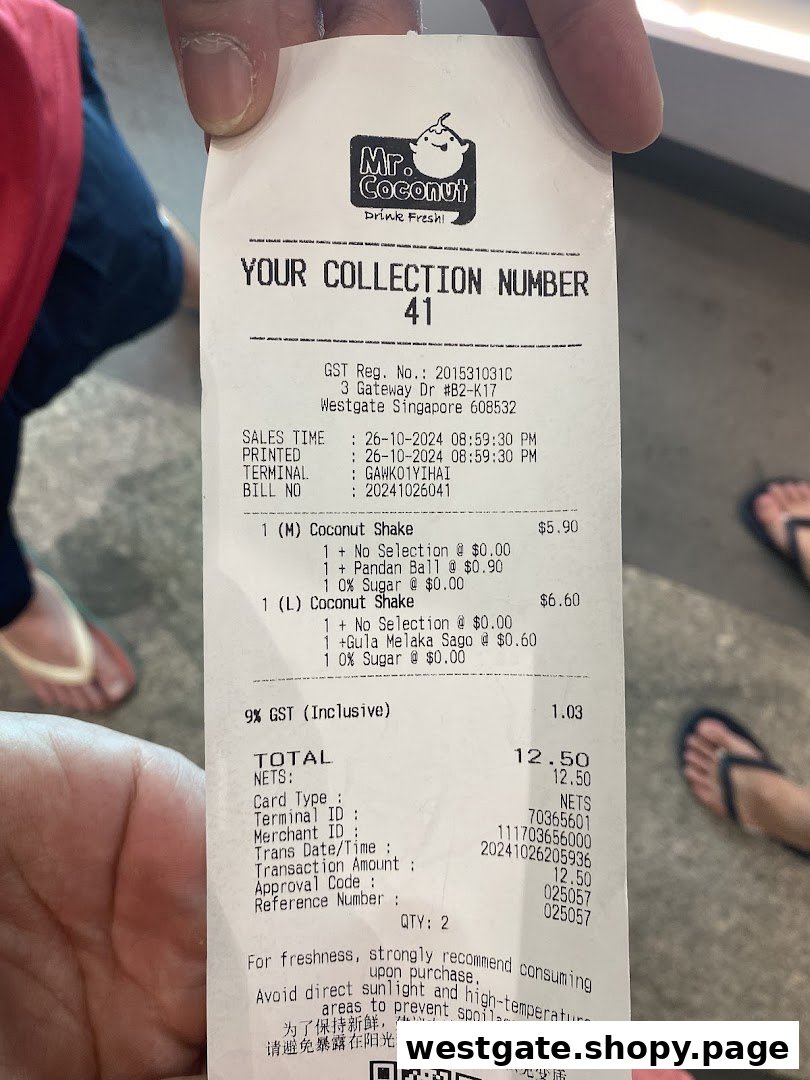 Mr.
Coconut
Drink Fresh!
YOUR COLLECTION NUMBER
41
GST Reg. No.: 201531031C
3 Gateway Dr #B2-K17
Westgate Singapore 608532
SALES TIME : 26-10-2024 08:59:30 PM
PRINTED : 26-10-2024 08:59:30 PM
TERMINAL : GAWK01YIHAI
BILL NO : 20241026041
1 (M) Coconut Shake $5.90
1 + No Selection @ $0.00
1 + Pandan Ball @ $0.90
1 0% Sugar @ $0.00
1 (L) Coconut Shake $6.60
1 + No Selection @ $0.00
1 +Gula Melaka Sago @ $0.60
1 0% Sugar @ $0.00
9% GST (Inclusive) 1.03
TOTAL 12.50
NETS: 12.50
Card Type : NETS
Terminal ID : 70365601
Merchant ID : 111703656000
Trans Date/Time : 20241026205936
Transaction Amount : 12.50
Approval Code : 025057
Reference Number : 025057
QTY: 2
For freshness, strongly recommend consuming
upon purchase.
Avoid direct sunlight and high-temperature
areas to prevent
为了保持新鲜,
请避免暴露在阳光
westgate.shopy.page